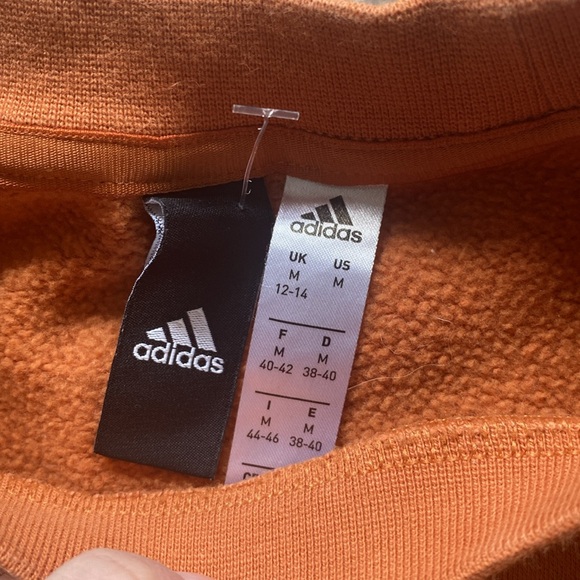 adidas
adidas
UK US
M M
12-14
F D
M M
40-42 38-40
I E
M M
44-46 38-40